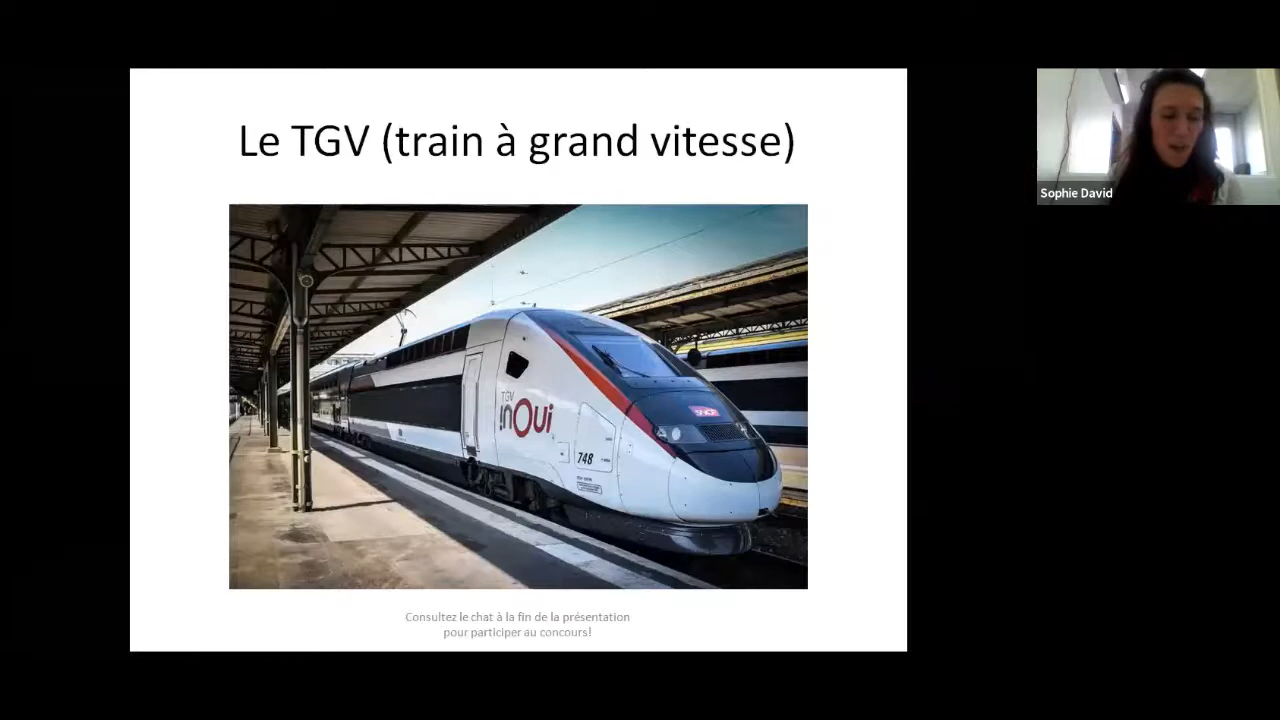 Le TGV (train à grand vitesse)
Sophie David
TGV
inOui
SNCF
748
Consultez le chat à la fin de la présentation
pour participer au concours!